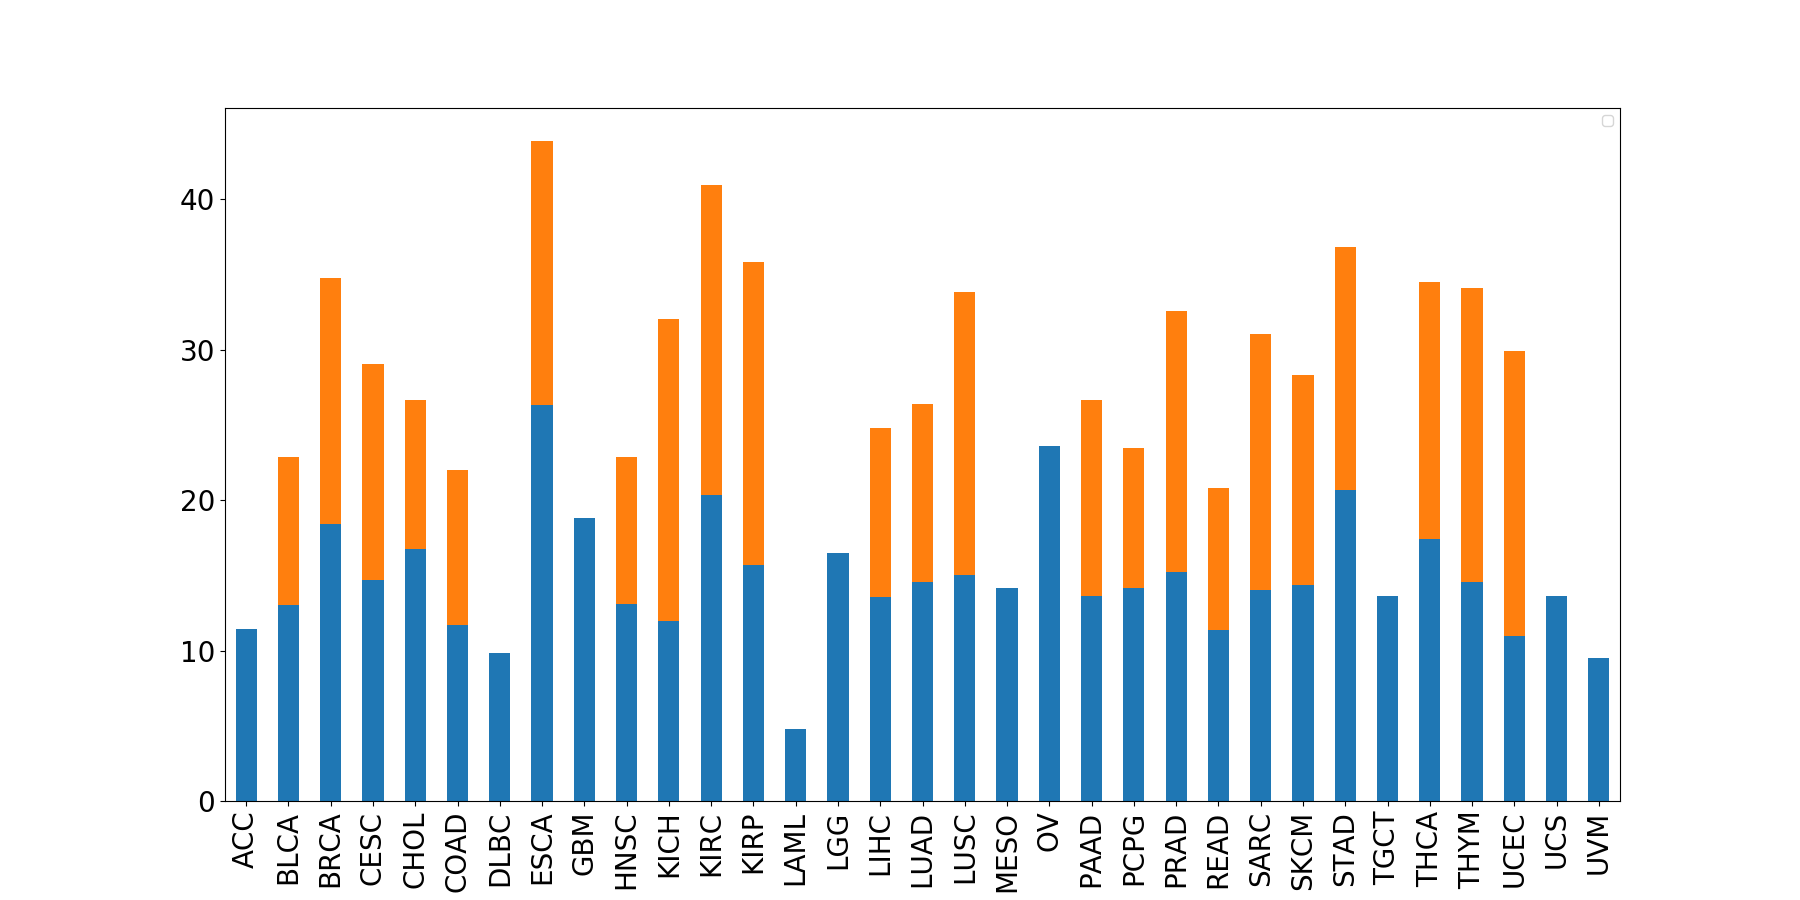 40
30
20
10
0
ACC
BLCA
BRCA
CESC
CHOL
COAD
DLBC
ESCA
GBM
HNSC
KICH
KIRC
KIRP
LAML
LGG
LIHC
LUAD
LUSC
MESO
OV
PAAD
PCPG
PRAD
READ
SARC
SKCM
STAD
TGCT
THCA
THYM
UCEC
UCS
UVM